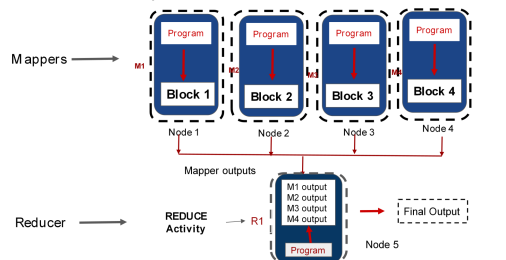 Program
Program
Program
Program
Mappers
M1
M2
M3
M4
Block 1
Block 2
Block 3
Block 4
Node 1
Node 2
Node 3
Node 4
Mapper outputs
M1 output
M2 output
M3 output
M4 output
Reducer
REDUCE
Activity
R1
Final Output
Node 5
Program